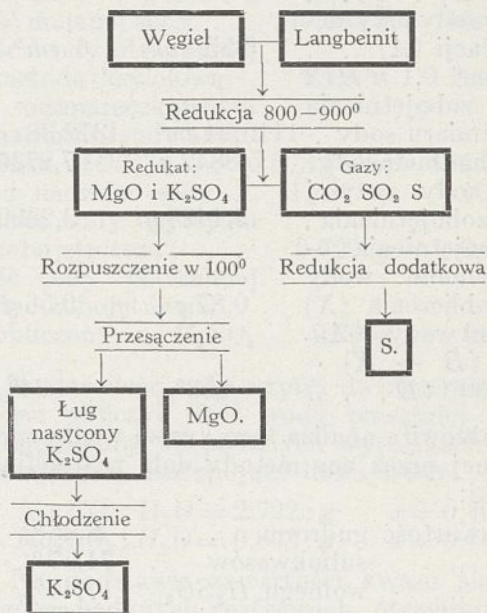 Węgiel
Langbeinit
Redukcja 800—900⁰
Redukat:
MgO i K₂SO₄
Gazy:
CO₂ SO₂ S
Rozpuszczenie w 100⁰
Redukcja dodatkowa
Przesączenie
S.
Ług
nasycony
K₂SO₄
MgO.
Chłodzenie
K₂SO₄